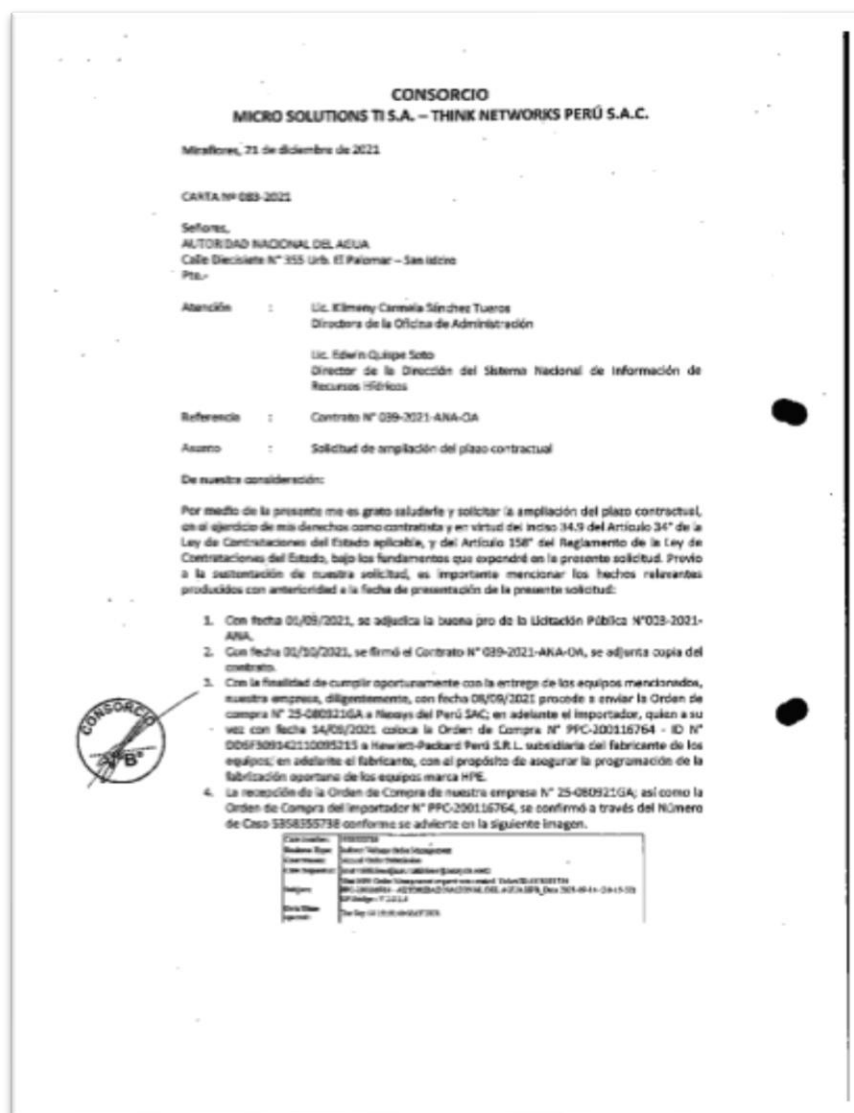 CONSORCIO
MICRO SOLUTIONS TI S.A. – THINK NETWORKS PERÚ S.A.C.
Miraflores, 21 de diciembre de 2021
CARTA Nº 083-2021
Señores,
AUTORIDAD NACIONAL DEL AGUA
Calle Diecisiete N° 355 Urb. El Palomar – San Isidro
Pte.-
Atención : Lic. Kilmeny Carmela Sánchez Tueros
Directora de la Oficina de Administración
Lic. Edwin Quispe Soto
Director de la Dirección del Sistema Nacional de Información de
Recursos Hídricos
Referencia : Contrato N° 039-2021-ANA-OA
Asunto : Solicitud de ampliación del plazo contractual
De nuestra consideración:
Por medio de la presente me es grato saludarle y solicitar la ampliación del plazo contractual,
en el ejercicio de mis derechos como contratista y en virtud del inciso 34.9 del Artículo 34° de la
Ley de Contrataciones del Estado aplicable, y del Artículo 158° del Reglamento de la Ley de
Contrataciones del Estado, bajo los fundamentos que expondré en la presente solicitud. Previo
a la sustentación de nuestra solicitud, es importante mencionar los hechos relevantes
producidos con anterioridad a la fecha de presentación de la presente solicitud:
1. Con fecha 01/09/2021, se adjudica la buena pro de la Licitación Pública N°003-2021-
ANA.
2. Con fecha 01/10/2021, se firmó el Contrato N° 039-2021-ANA-OA, se adjunta copia del
contrato.
3. Con la finalidad de cumplir oportunamente con la entrega de los equipos mencionados,
nuestra empresa, diligentemente, con fecha 08/09/2021 procede a enviar la Orden de
compra N° 25-080921GA a Nexsys del Perú SAC; en adelante el importador, quien a su
vez con fecha 14/09/2021 coloca la Orden de Compra N° PPC-200116764 - ID N°
a Hewlett-Packard Perú S.R.L. subsidiaria del fabricante de los
equipos; en adelante el fabricante, con el propósito de asegurar la programación de la
fabricación oportuna de los equipos marca HPE.
4. La recepción de la Orden de Compra de nuestra empresa N° 25-080921GA; así como la
Orden de Compra del importador N° PPC-200116764, se confirmó a través del Número
de Caso 5358355738 conforme se advierte en la siguiente imagen.
CONSORCIO
V°B°